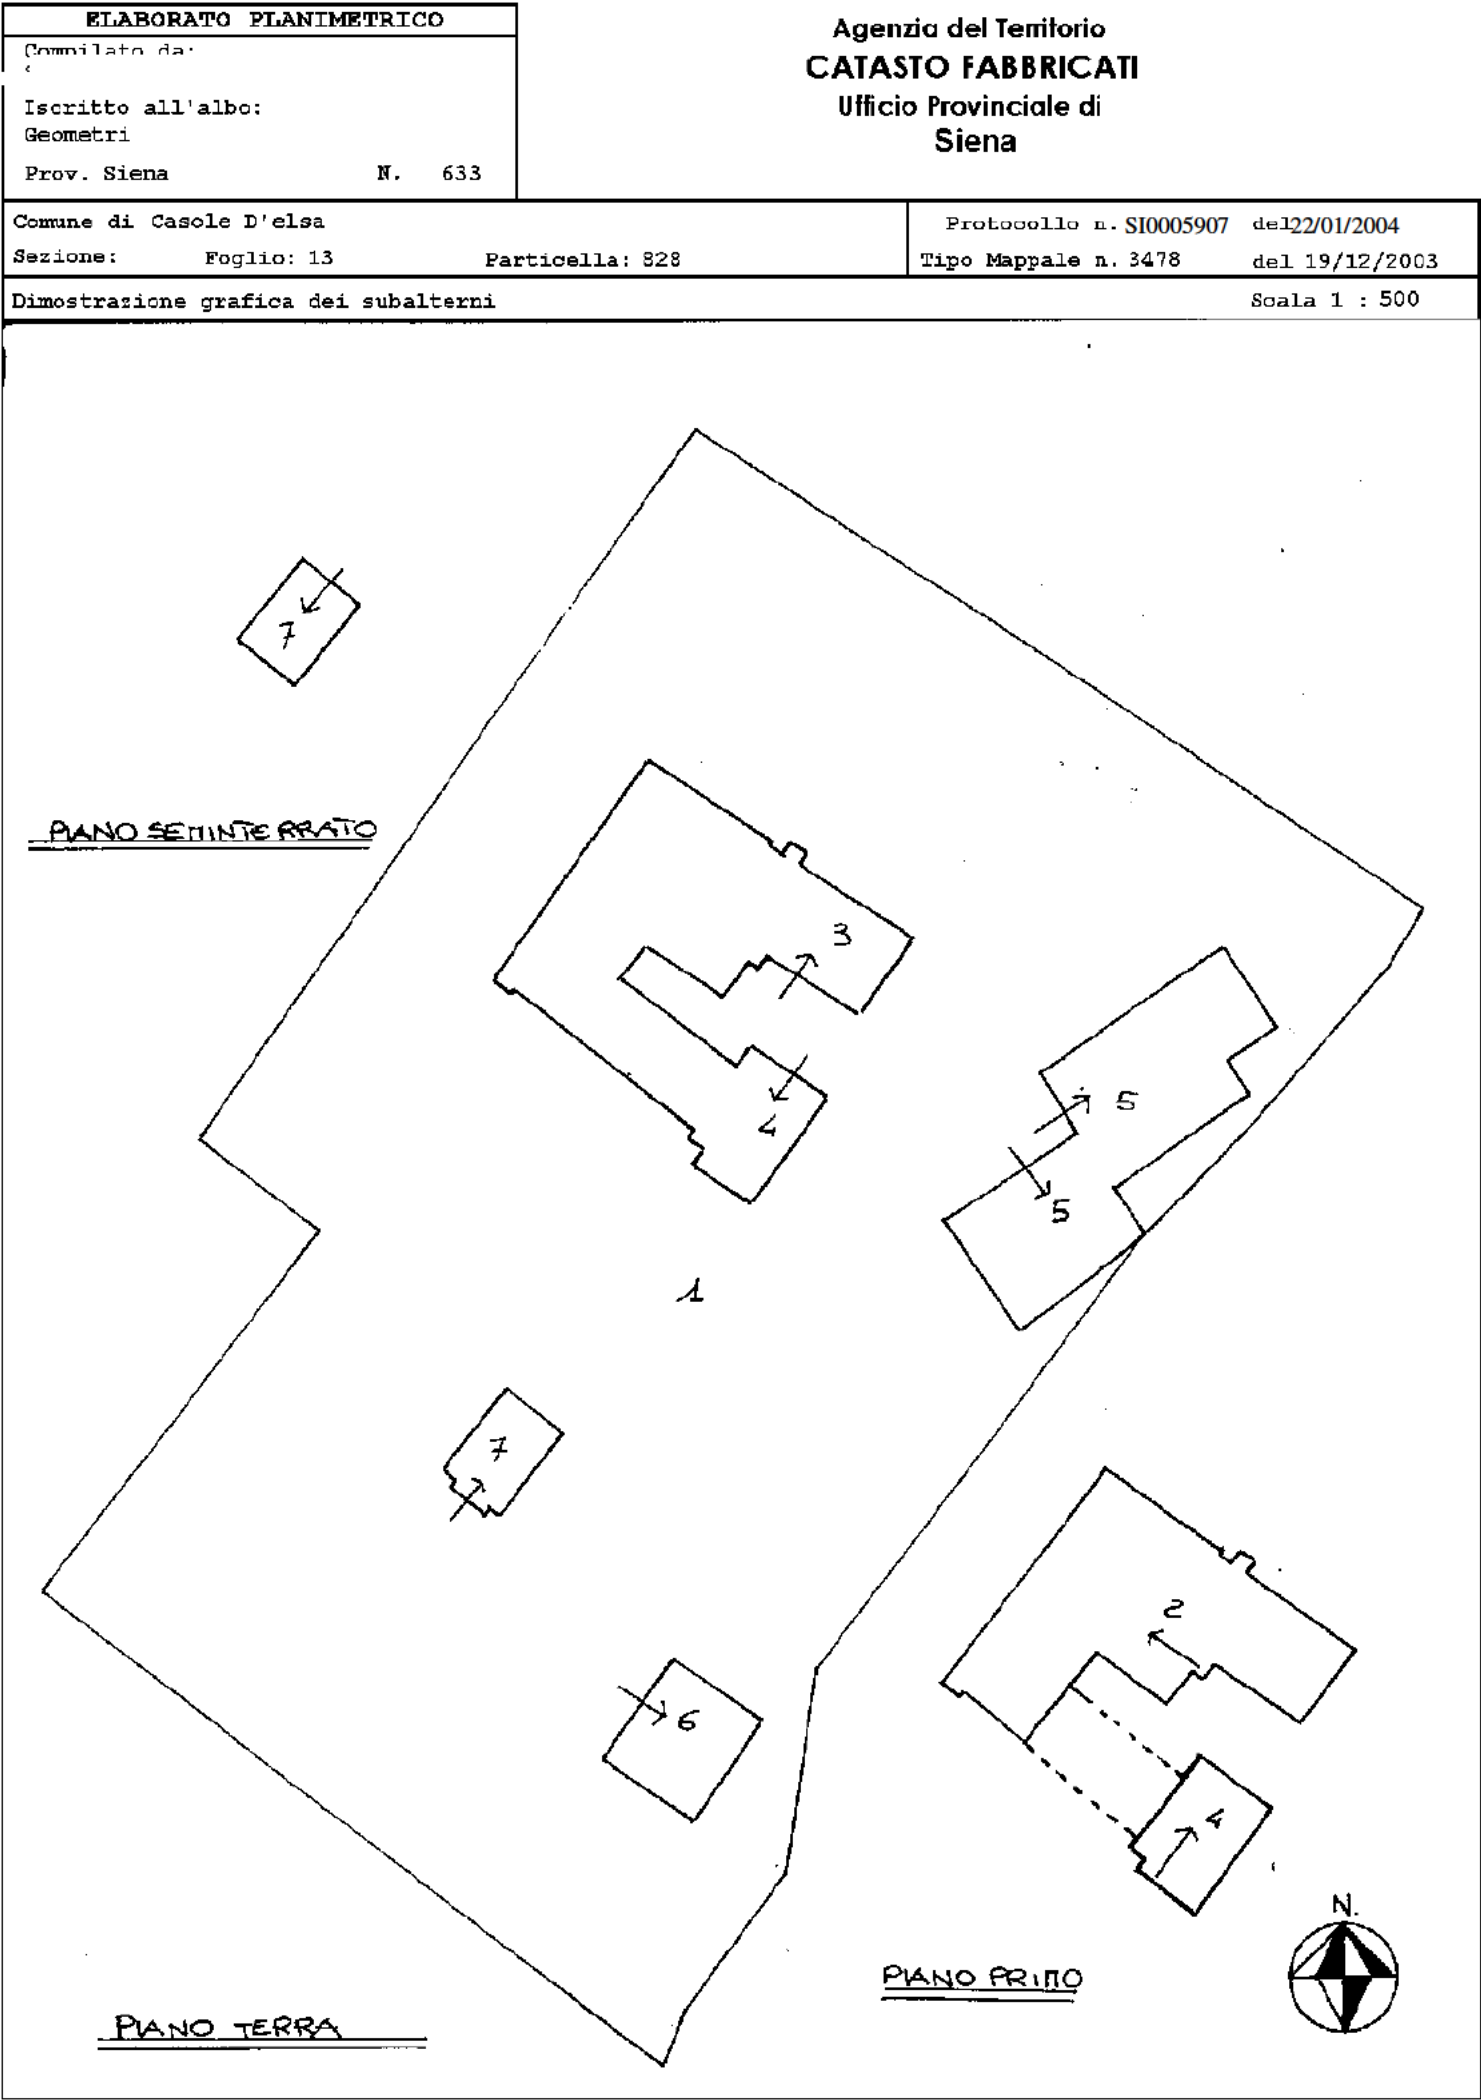 ELABORATO PLANIMETRICO
Compilato da:
Iscritto all'albo:
Geometri
Prov. Siena N. 633
Agenzia del Territorio
CATASTO FABBRICATI
Ufficio Provinciale di
Siena
Comune di Casole D'elsa
Sezione: Foglio: 13 Particella: 828
Protocollo n. SI0005907 del 22/01/2004
Tipo Mappale n. 3478 del 19/12/2003
Dimostrazione grafica dei subalterni Scala 1 : 500
7
PIANO SEMINTERRATO
3
4
5
5
1
7
2
6
4
N.
PIANO PRIMO
PIANO TERRA